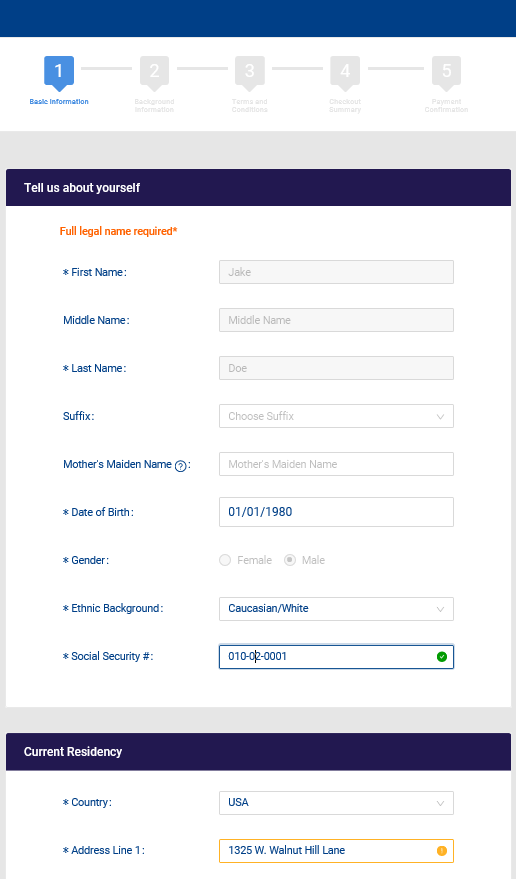 1 2 3 4 5
Basic Information Background Information Terms and Conditions Checkout Summary Payment Confirmation
Tell us about yourself
Full legal name required*
* First Name: Jake
Middle Name: Middle Name
* Last Name: Doe
Suffix: Choose Suffix
Mother's Maiden Name ?: Mother's Maiden Name
* Date of Birth: 01/01/1980
* Gender: Female Male
* Ethnic Background: Caucasian/White
* Social Security #: 010-02-0001
Current Residency
* Country: USA
* Address Line 1: 1325 W. Walnut Hill Lane